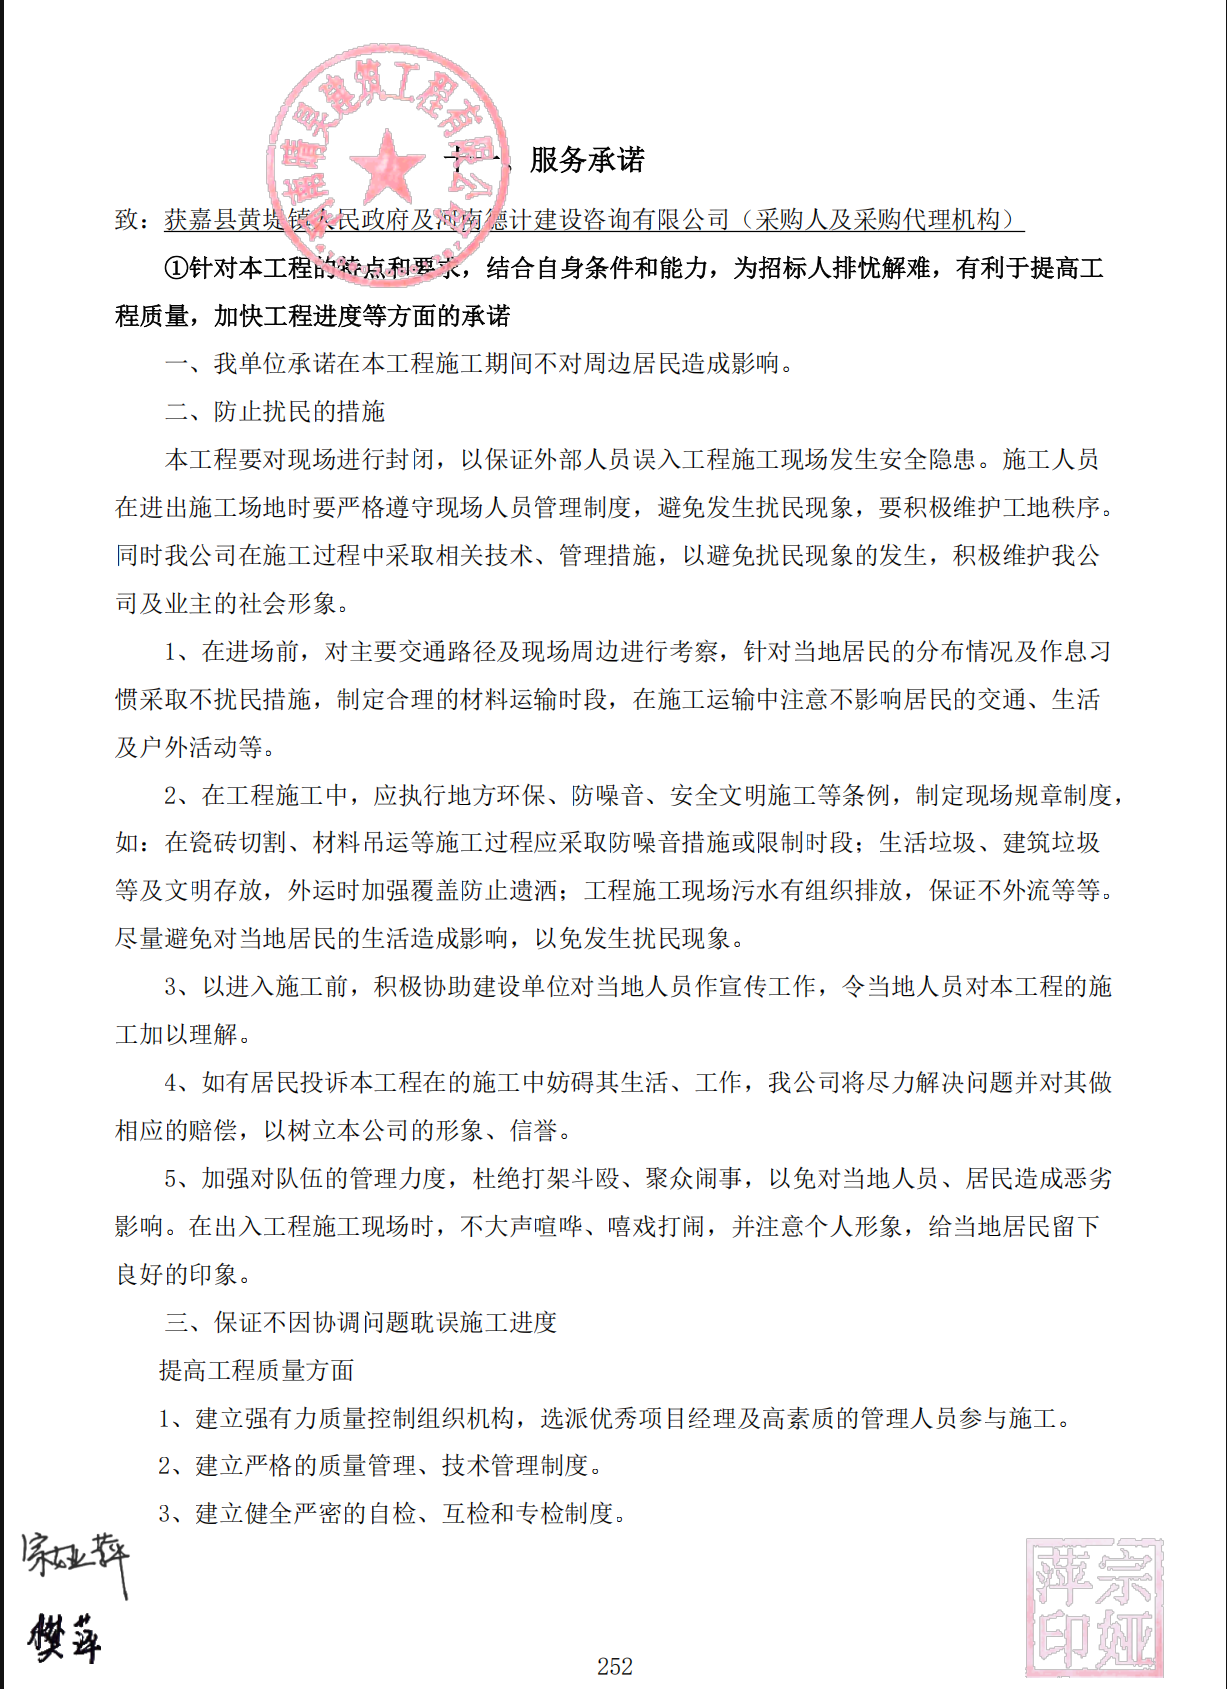 河南晴昊建筑工程有限公司
十一、服务承诺
致：获嘉县黄堤镇人民政府及河南德计建设咨询有限公司（采购人及采购代理机构）
①针对本工程的特点和要求，结合自身条件和能力，为招标人排忧解难，有利于提高工
程质量，加快工程进度等方面的承诺
一、我单位承诺在本工程施工期间不对周边居民造成影响。
二、防止扰民的措施
本工程要对现场进行封闭，以保证外部人员误入工程施工现场发生安全隐患。施工人员
在进出施工场地时要严格遵守现场人员管理制度，避免发生扰民现象，要积极维护工地秩序。
同时我公司在施工过程中采取相关技术、管理措施，以避免扰民现象的发生，积极维护我公
司及业主的社会形象。
1、在进场前，对主要交通路径及现场周边进行考察，针对当地居民的分布情况及作息习
惯采取不扰民措施，制定合理的材料运输时段，在施工运输中注意不影响居民的交通、生活
及户外活动等。
2、在工程施工中，应执行地方环保、防噪音、安全文明施工等条例，制定现场规章制度，
如：在瓷砖切割、材料吊运等施工过程应采取防噪音措施或限制时段；生活垃圾、建筑垃圾
等及文明存放，外运时加强覆盖防止遗洒；工程施工现场污水有组织排放，保证不外流等等。
尽量避免对当地居民的生活造成影响，以免发生扰民现象。
3、以进入施工前，积极协助建设单位对当地人员作宣传工作，令当地人员对本工程的施
工加以理解。
4、如有居民投诉本工程在的施工中妨碍其生活、工作，我公司将尽力解决问题并对其做
相应的赔偿，以树立本公司的形象、信誉。
5、加强对队伍的管理力度，杜绝打架斗殴、聚众闹事，以免对当地人员、居民造成恶劣
影响。在出入工程施工现场时，不大声喧哗、嘻戏打闹，并注意个人形象，给当地居民留下
良好的印象。
三、保证不因协调问题耽误施工进度
提高工程质量方面
1、建立强有力质量控制组织机构，选派优秀项目经理及高素质的管理人员参与施工。
2、建立严格的质量管理、技术管理制度。
3、建立健全严密的自检、互检和专检制度。
宗娅萍
樊萍
宗娅萍印
252